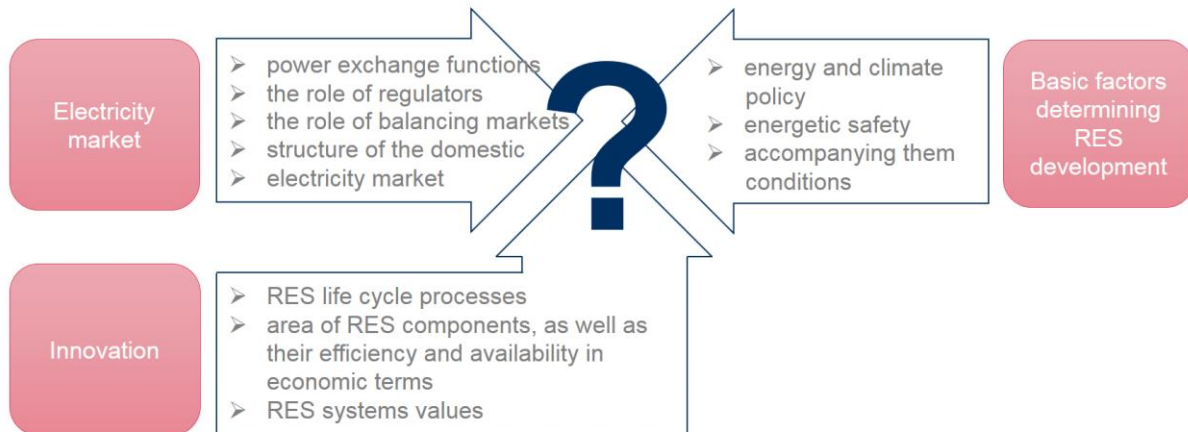 Electricity
market
➢ power exchange functions
➢ the role of regulators
➢ the role of balancing markets
➢ structure of the domestic
➢ electricity market
?
➢ energy and climate
policy
➢ energetic safety
➢ accompanying them
conditions
Basic factors
determining
RES
development
Innovation
➢ RES life cycle processes
➢ area of RES components, as well as
their efficiency and availability in
economic terms
➢ RES systems values